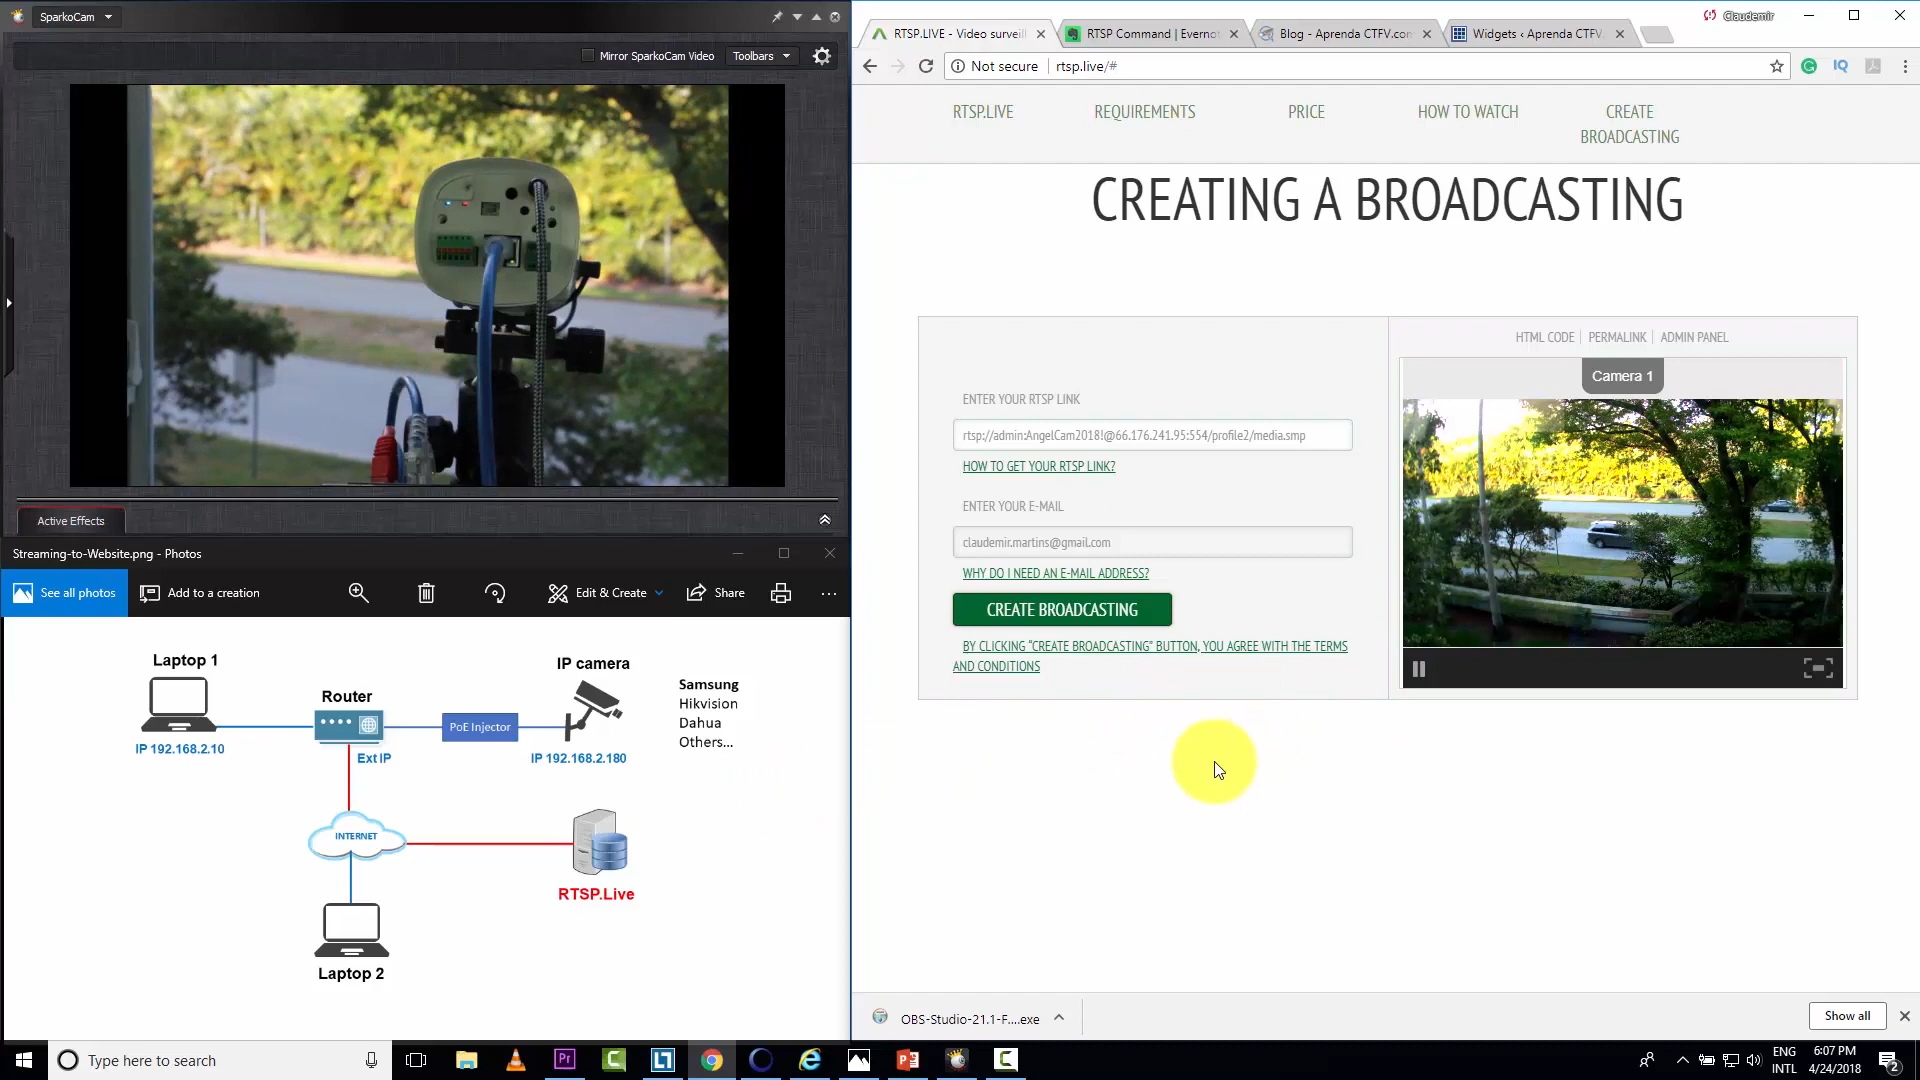 SparkoCam
Mirror SparkoCam Video
Toolbars
Active Effects
Streaming-to-Website.png - Photos
See all photos
Add to a creation
Edit & Create
Share
Laptop 1
IP 192.168.2.10
Router
Ext IP
PoE Injector
IP camera
IP 192.168.2.180
Samsung
Hikvision
Dahua
Others...
INTERNET
RTSP.Live
Laptop 2
Claudemir
RTSP.LIVE - Video surveill
RTSP Command | Evernot
Blog - Aprenda CTFV.com
Widgets ‹ Aprenda CTFV.
Not secure
rtsp.live/#
IQ
RTSP.LIVE
REQUIREMENTS
PRICE
HOW TO WATCH
CREATE
BROADCASTING
CREATING A BROADCASTING
ENTER YOUR RTSP LINK
rtsp://admin:AngelCam2018!@66.176.241.95:554/profile2/media.smp
HOW TO GET YOUR RTSP LINK?
ENTER YOUR E-MAIL
claudemir.martins@gmail.com
WHY DO I NEED AN E-MAIL ADDRESS?
CREATE BROADCASTING
BY CLICKING "CREATE BROADCASTING" BUTTON, YOU AGREE WITH THE TERMS
AND CONDITIONS
HTML CODE
PERMALINK
ADMIN PANEL
Camera 1
OBS-Studio-21.1-F....exe
Show all
Type here to search
Pr
ENG
INTL
6:07 PM
4/24/2018
2